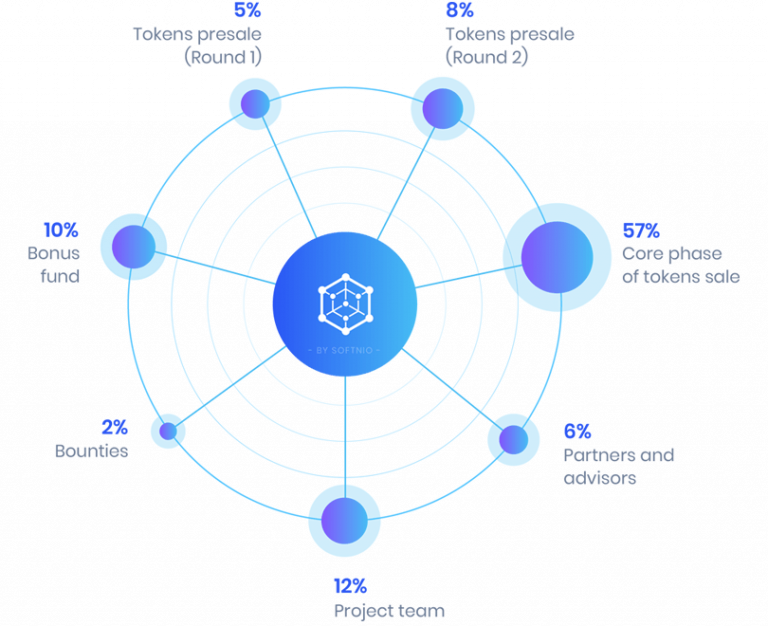 5%
Tokens presale
(Round 1)
8%
Tokens presale
(Round 2)
10%
Bonus
fund
57%
Core phase
of tokens sale
– BY SOFTNIO –
2%
Bounties
6%
Partners and
advisors
12%
Project team